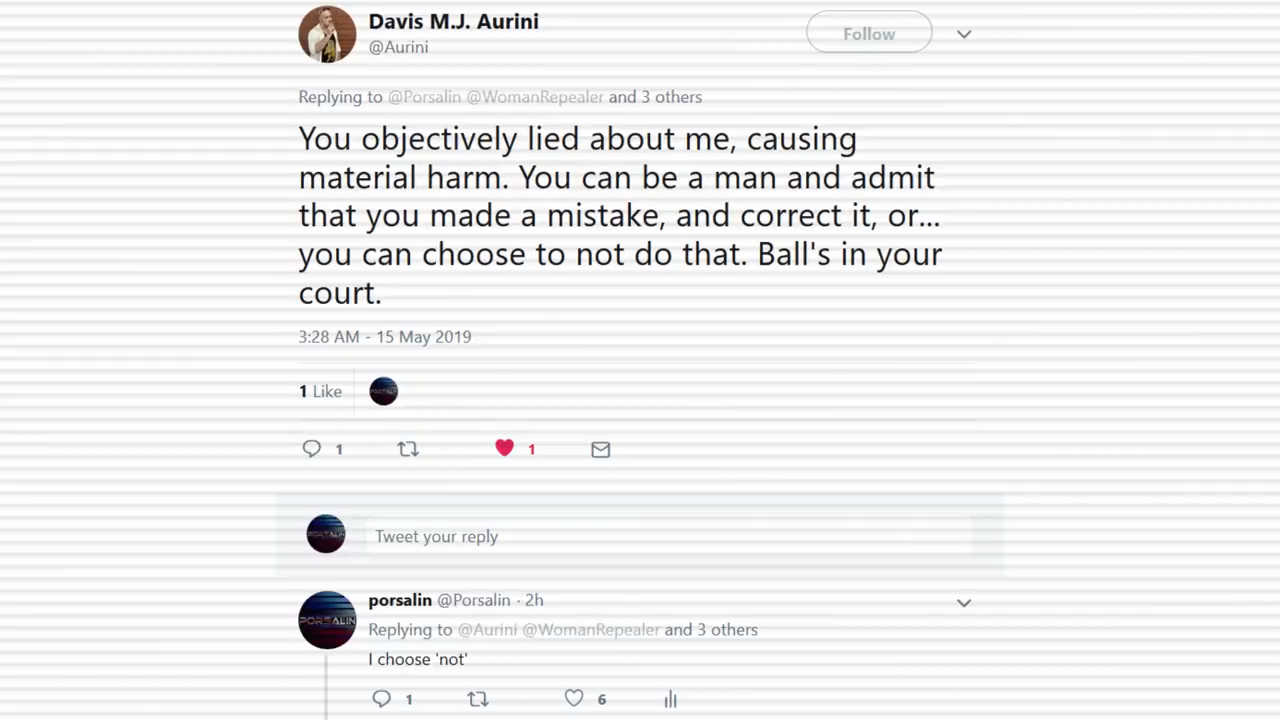 Davis M.J. Aurini
@Aurini
Follow
Replying to @Porsalin @WomanRepealer and 3 others
You objectively lied about me, causing
material harm. You can be a man and admit
that you made a mistake, and correct it, or...
you can choose to not do that. Ball's in your
court.
3:28 AM - 15 May 2019
1 Like
1 1
Tweet your reply
porsalin @Porsalin · 2h
PORSALIN
Replying to @Aurini @WomanRepealer and 3 others
I choose 'not'
1 6